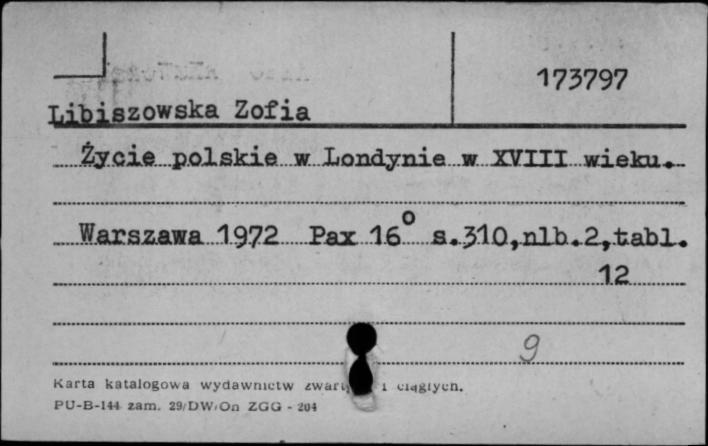 173797
Libiszowska Zofia
Życie polskie w Londynie w XVIII wieku.
Warszawa 1972 Pax 16° s.310,nlb.2,tabl.
12
9
Karta katalogowa wydawnictw i ciągłych.
PU-B-144 zam. 29/DW/On ZGG - 204